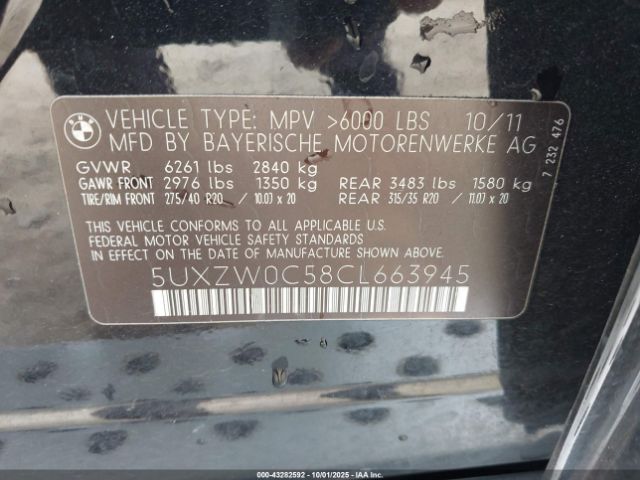 BMW
VEHICLE TYPE: MPV >6000 LBS 10/11
MFD BY BAYERISCHE MOTORENWERKE AG
GVWR 6261 lbs 2840 kg
GAWR FRONT 2976 lbs 1350 kg REAR 3483 lbs 1580 kg
TIRE/RIM FRONT 275/40 R20 / 10.0J x 20 REAR 315/35 R20 / 11.0J x 20
THIS VEHICLE CONFORMS TO ALL APPLICABLE U.S.
FEDERAL MOTOR VEHICLE SAFETY STANDARDS
IN EFFECT ON THE DATE OF MANUFACTURE SHOWN ABOVE.
5UXZW0C58CL663945
7 232 476
000-43282592 - 10/01/2025 - IAAI.COM